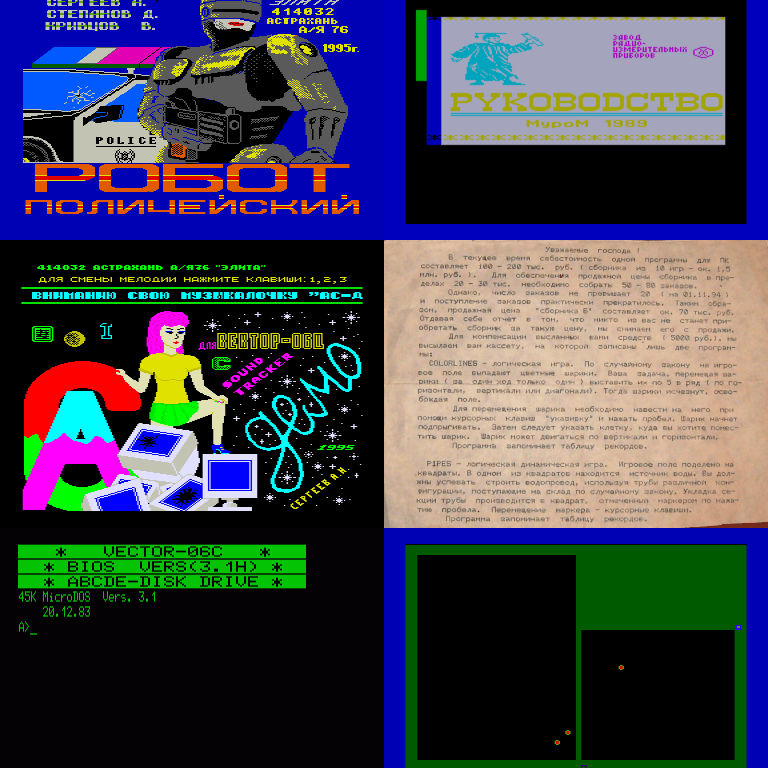 СЕРГЕЕВ А.
СТЕПАНОВ Д.
КРИВЦОВ В.
ЭЛИТА
414032
АСТРАХАНЬ
А/Я 76
1995г.
POLICE
РОБОТ
ПОЛИЦЕЙСКИЙ
ЗАВОД
РАДИО-
ИЗМЕРИТЕЛЬНЫХ
ПРИБОРОВ
РУКОВОДСТВО
МуроМ 1989
414032 АСТРАХАНЬ А/Я76 "ЭЛИТА"
ДЛЯ СМЕНЫ МЕЛОДИИ НАЖМИТЕ КЛАВИШИ:1,2,3
ВНИМАНИЮ СВОЮ МУЗЫКАЛОЧКУ "АС-Д
для ВЕКТОР-06Ц
SOUND
TRACKER
демо
1995
СЕРГЕЕВ А.Н.
Уважаемые господа !
В текущее время себестоимость одной программы для ПК
составляет 100 - 200 тыс. руб. ( сборника из 10 игр - ок. 1.5
млн. руб. ). Для обеспечения продажной цены сборника в пре-
делах 20 - 30 тыс. необходимо собрать 50 - 80 заказов.
Однако, число заказов не превышает 20 ( на 01.11.94 )
и поступление заказов практически прекратилось. Таким обра-
зом, продажная цена "сборника Б" составляет ок. 70 тыс. руб.
Отдавая себе отчет в том, что никто из вас не станет при-
обретать сборник за такую цену, мы снимаем его с продажи.
Для компенсации высланных вами средств ( 5000 руб.), мы
высылаем вам кассету, на которой записаны лишь две програм-
мы:
COLORLINES - логическая игра. По случайному закону на игро-
вое поле выпадают цветные шарики. Ваша задача, перемещая ша-
рики ( за один ход только один ) выставить их по 5 в ряд ( по го-
ризонтали, вертикали или диагонали). Тогда шарики исчезнут, осво-
бождая поле.
Для перемещения шарика необходимо навести на него при
помощи курсорных клавиш "указивку" и нажать пробел. Шарик начнет
подпрыгивать. Затем следует указать клетку, куда вы хотите помес-
тить шарик. Шарик может двигаться по вертикали и горизонтали.
Программа запоминает таблицу рекордов.
PIPES - логическая динамическая игра. Игровое поле поделено на
квадраты. В одном из квадратов находится источник воды. Вы дол-
жны успевать строить водопровод, используя трубы различной кон-
фигурации, поступающие на склад по случайному закону. Укладка се-
кции трубы производится в квадрат, отмеченный маркером по нажа-
тию пробела. Перемещение маркера - курсорные клавиши.
Программа запоминает таблицу рекордов.
* VECTOR-06C *
* BIOS VERS(3.1H) *
* ABCDE-DISK DRIVE *
45K MicroDOS Vers. 3.1
20.12.83
A>_